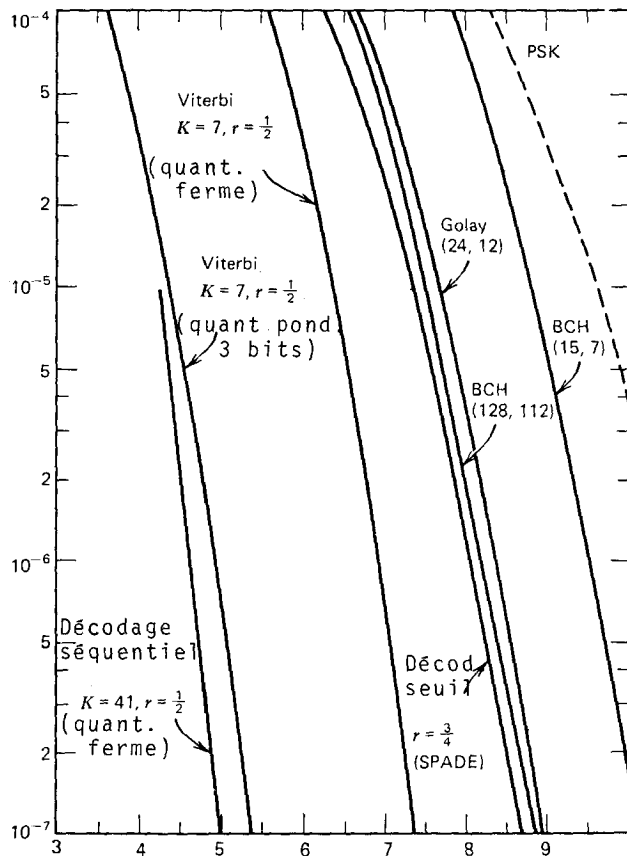 10⁻⁴
5
2
10⁻⁵
5
2
10⁻⁶
5
2
10⁻⁷
3 4 5 6 7 8 9
PSK
Viterbi
K = 7, r = 1/2
(quant.
ferme)
Viterbi
K = 7, r = 1/2
(quant pond.
3 bits)
Golay
(24, 12)
BCH
(15, 7)
BCH
(128, 112)
Décodage
séquentiel
K = 41, r = 1/2
(quant.
ferme)
Décod
seuil
r = 3/4
(SPADE)